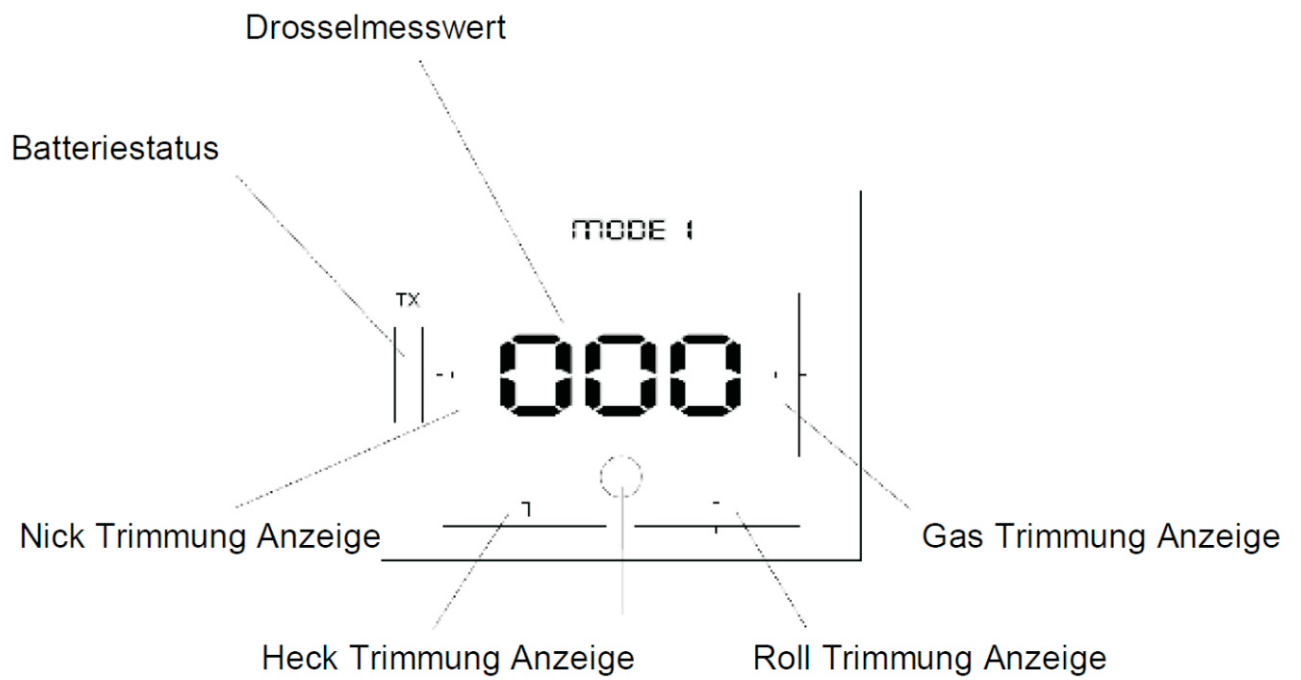 Drosselmesswert
Batteriestatus
MODE 1
TX
000
Nick Trimmung Anzeige
Gas Trimmung Anzeige
Heck Trimmung Anzeige
Roll Trimmung Anzeige